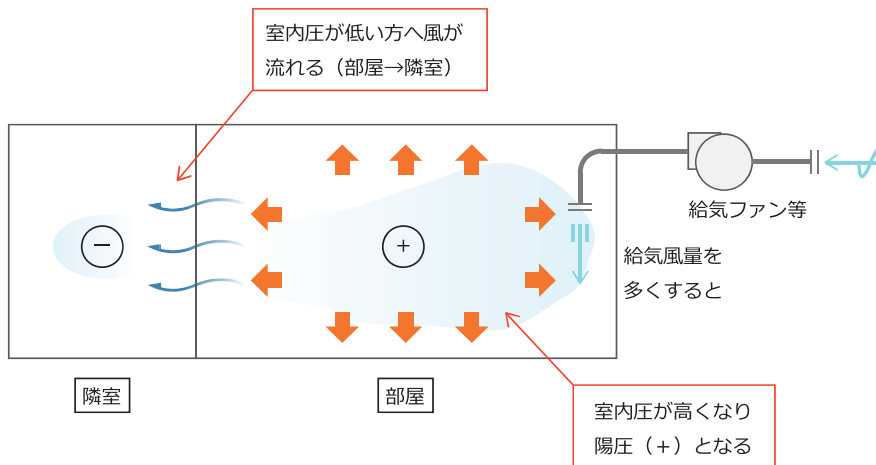 室内圧が低い方へ風が
流れる（部屋→隣室）
給気ファン等
給気風量を
多くすると
−
+
隣室
部屋
室内圧が高くなり
陽圧（+）となる